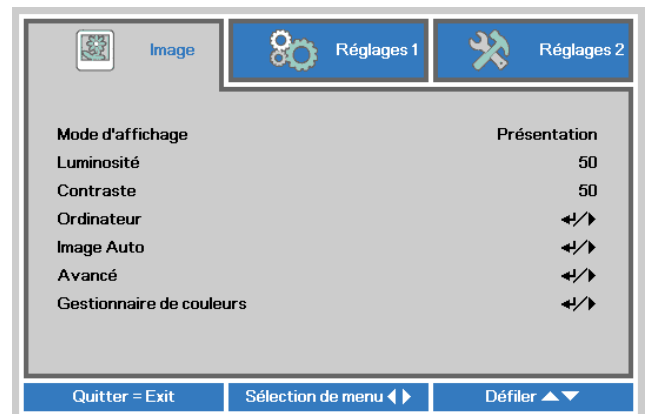 Image Réglages 1 Réglages 2
Mode d'affichage Présentation
Luminosité 50
Contraste 50
Ordinateur ↵/▶
Image Auto ↵/▶
Avancé ↵/▶
Gestionnaire de couleurs ↵/▶
Quitter = Exit Sélection de menu ◀▶ Défiler ▲▼